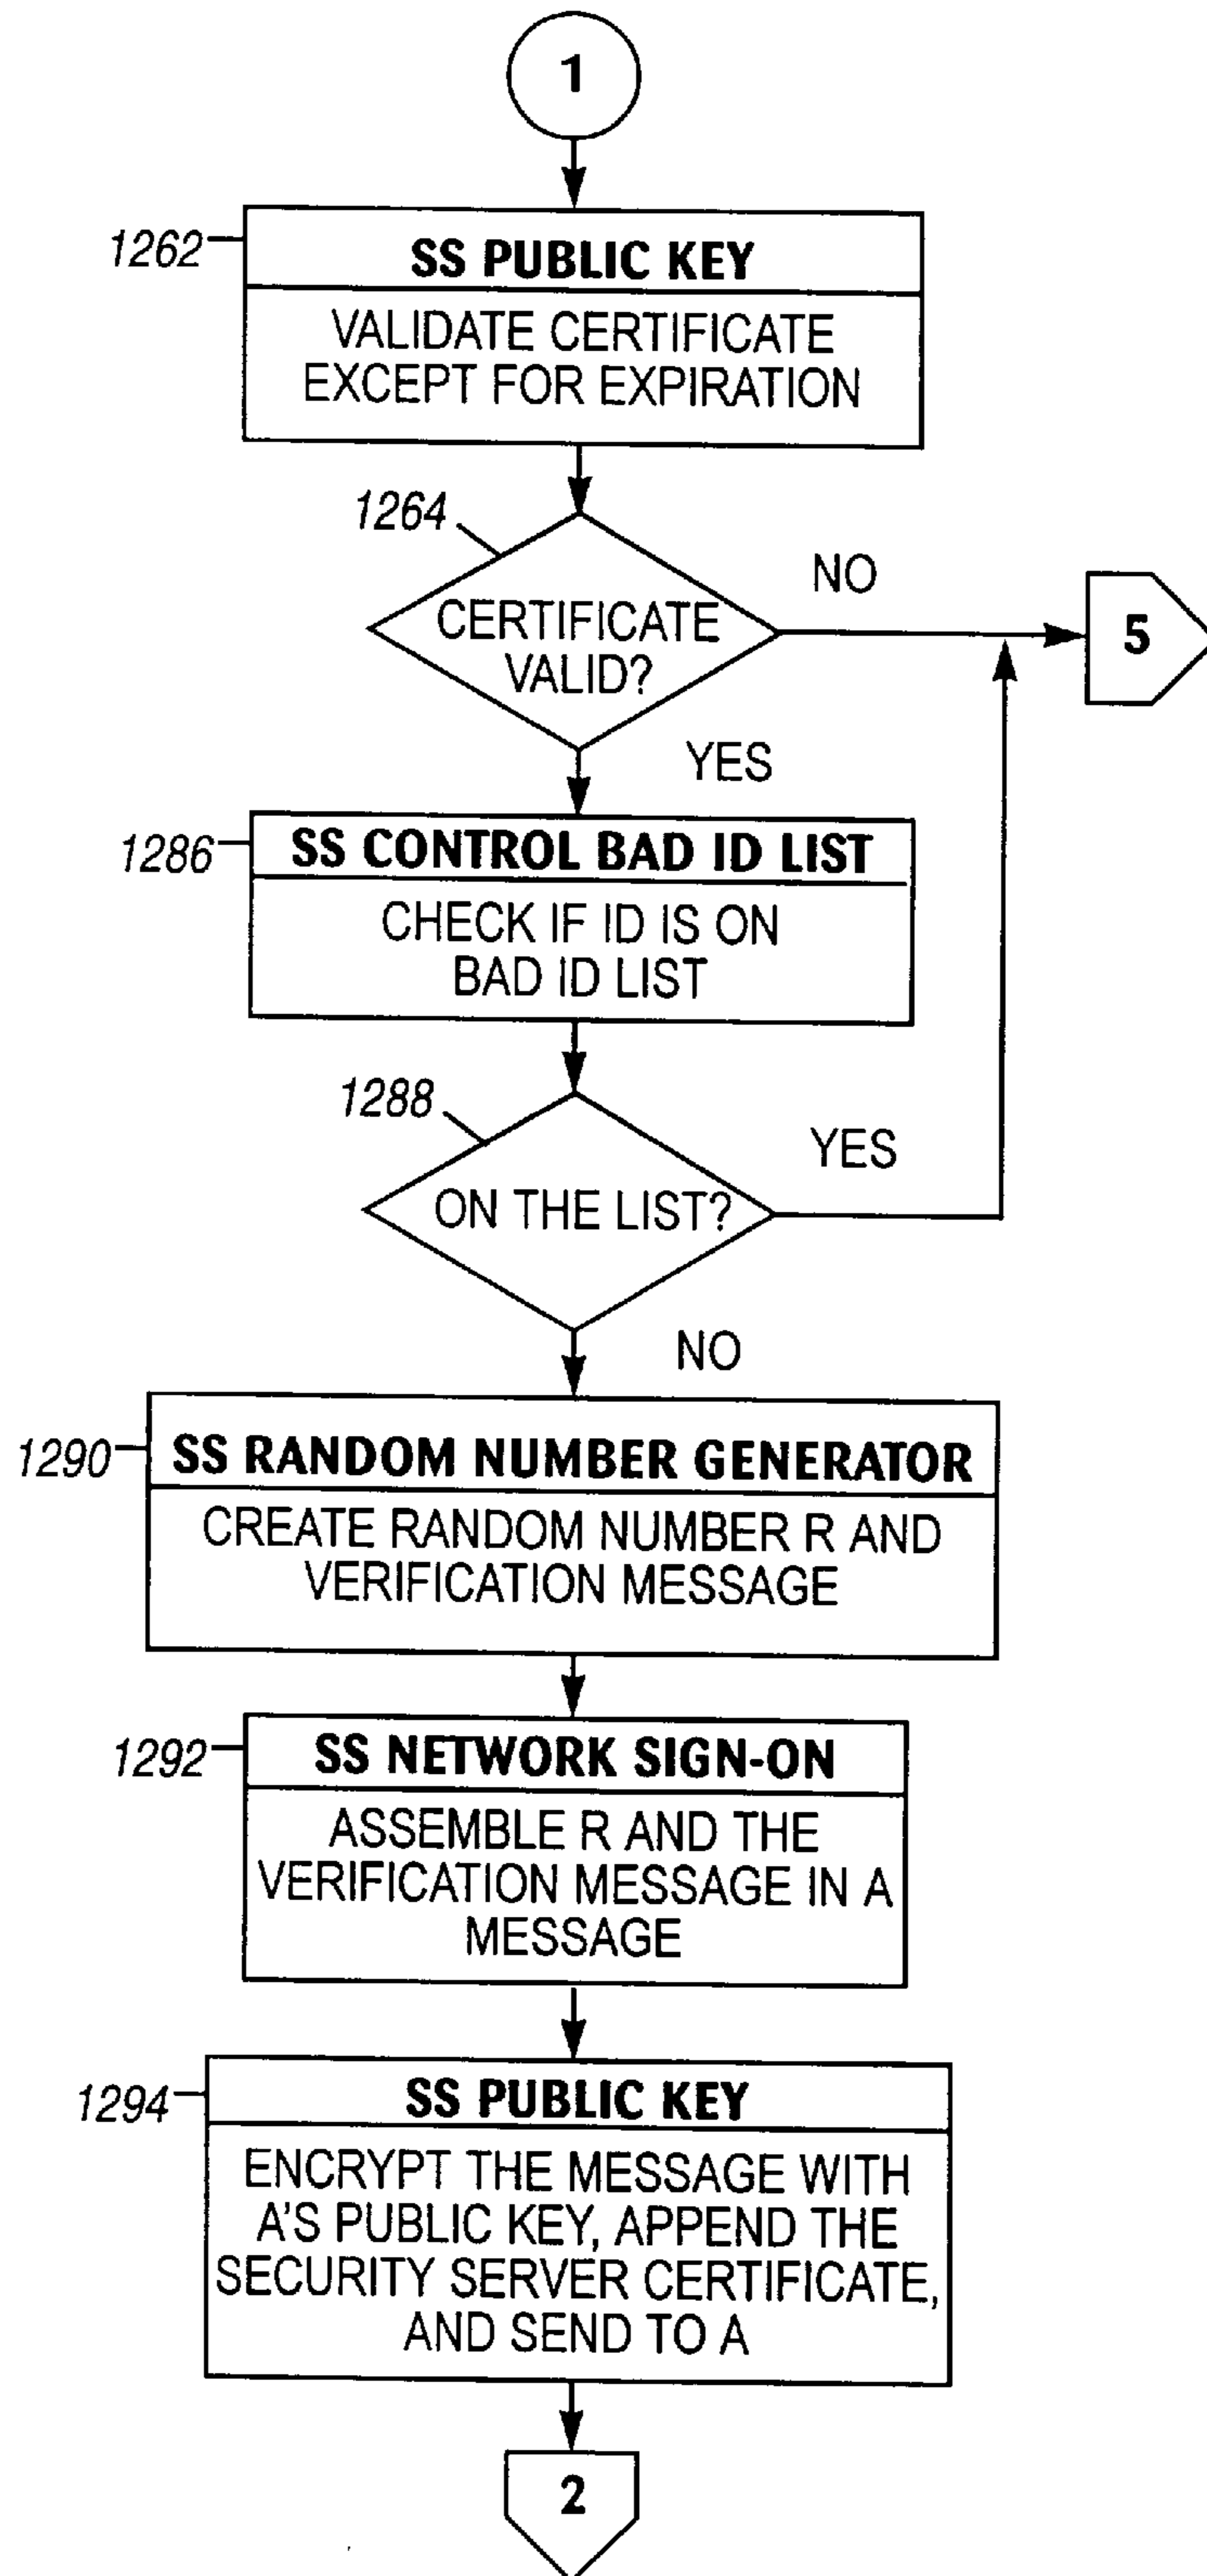 1
1262
SS PUBLIC KEY
VALIDATE CERTIFICATE
EXCEPT FOR EXPIRATION
1264
NO
CERTIFICATE
VALID?
5
YES
1286
SS CONTROL BAD ID LIST
CHECK IF ID IS ON
BAD ID LIST
1288
YES
ON THE LIST?
NO
1290
SS RANDOM NUMBER GENERATOR
CREATE RANDOM NUMBER R AND
VERIFICATION MESSAGE
1292
SS NETWORK SIGN-ON
ASSEMBLE R AND THE
VERIFICATION MESSAGE IN A
MESSAGE
1294
SS PUBLIC KEY
ENCRYPT THE MESSAGE WITH
A'S PUBLIC KEY, APPEND THE
SECURITY SERVER CERTIFICATE,
AND SEND TO A
2